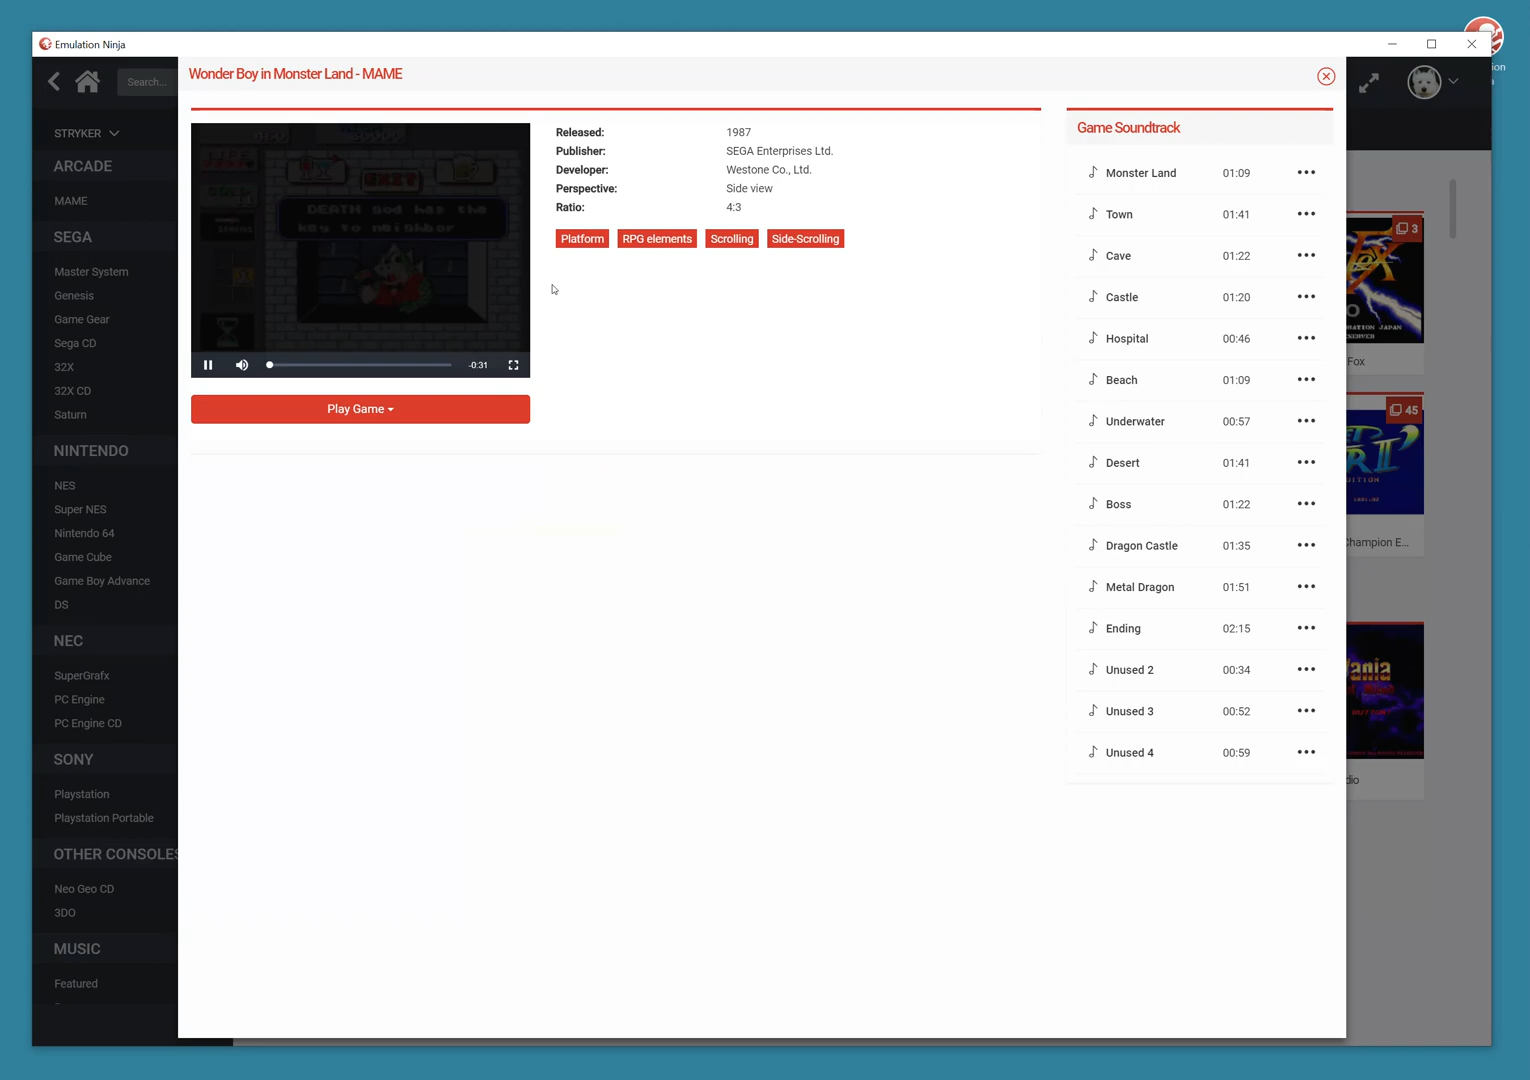 Emulation Ninja
Search...
STRYKER
ARCADE
MAME
SEGA
Master System
Genesis
Game Gear
Sega CD
32X
32X CD
Saturn
NINTENDO
NES
Super NES
Nintendo 64
Game Cube
Game Boy Advance
DS
NEC
SuperGrafx
PC Engine
PC Engine CD
SONY
Playstation
Playstation Portable
OTHER CONSOLES
Neo Geo CD
3DO
MUSIC
Featured
Wonder Boy in Monster Land - MAME
EXIT
DEATH god has the
key to neighbor
-0:31
Play Game
Released: 1987
Publisher: SEGA Enterprises Ltd.
Developer: Westone Co., Ltd.
Perspective: Side view
Ratio: 4:3
Platform RPG elements Scrolling Side-Scrolling
Game Soundtrack
Monster Land 01:09
Town 01:41
Cave 01:22
Castle 01:20
Hospital 00:46
Beach 01:09
Underwater 00:57
Desert 01:41
Boss 01:22
Dragon Castle 01:35
Metal Dragon 01:51
Ending 02:15
Unused 2 00:34
Unused 3 00:52
Unused 4 00:59
ion
3
Fox
45
Champion E...
ania
dio